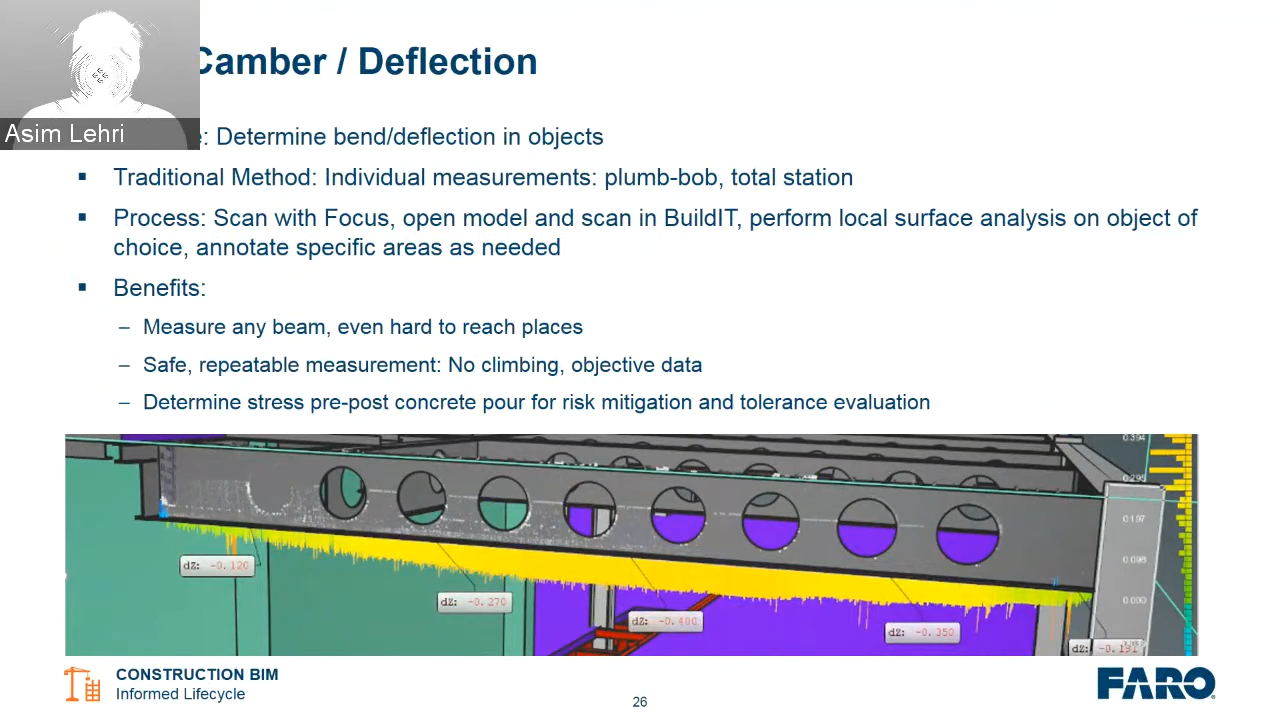 Camber / Deflection
Asim Lehri
: Determine bend/deflection in objects
▪ Traditional Method: Individual measurements: plumb-bob, total station
▪ Process: Scan with Focus, open model and scan in BuildIT, perform local surface analysis on object of
choice, annotate specific areas as needed
▪ Benefits:
– Measure any beam, even hard to reach places
– Safe, repeatable measurement: No climbing, objective data
– Determine stress pre-post concrete pour for risk mitigation and tolerance evaluation
0.394
0.295
0.197
0.098
0.000
dZ: -0.120
dZ: -0.270
dZ: -0.400
dZ: -0.350
dZ: -0.191
CONSTRUCTION BIM
Informed Lifecycle
26
FARO